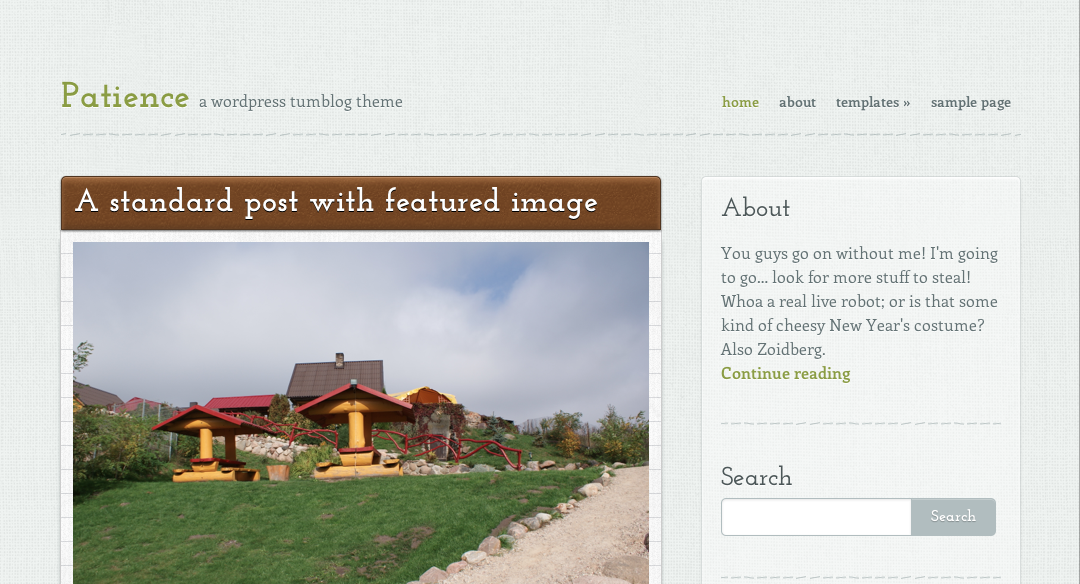 Patience a wordpress tumblog theme
home about templates » sample page
A standard post with featured image
About
You guys go on without me! I'm going
to go... look for more stuff to steal!
Whoa a real live robot; or is that some
kind of cheesy New Year's costume?
Also Zoidberg.
Continue reading
Search
Search